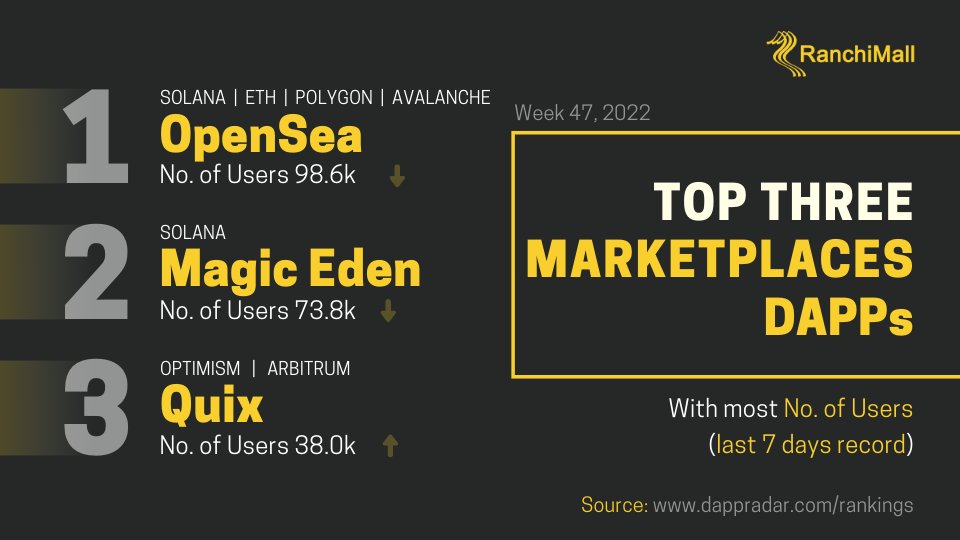 RanchiMall
1
SOLANA | ETH | POLYGON | AVALANCHE
OpenSea
No. of Users 98.6k
2
SOLANA
Magic Eden
No. of Users 73.8k
3
OPTIMISM | ARBITRUM
Quix
No. of Users 38.0k
Week 47, 2022
TOP THREE
MARKETPLACES
DAPPs
With most No. of Users
(last 7 days record)
Source: www.dappradar.com/rankings